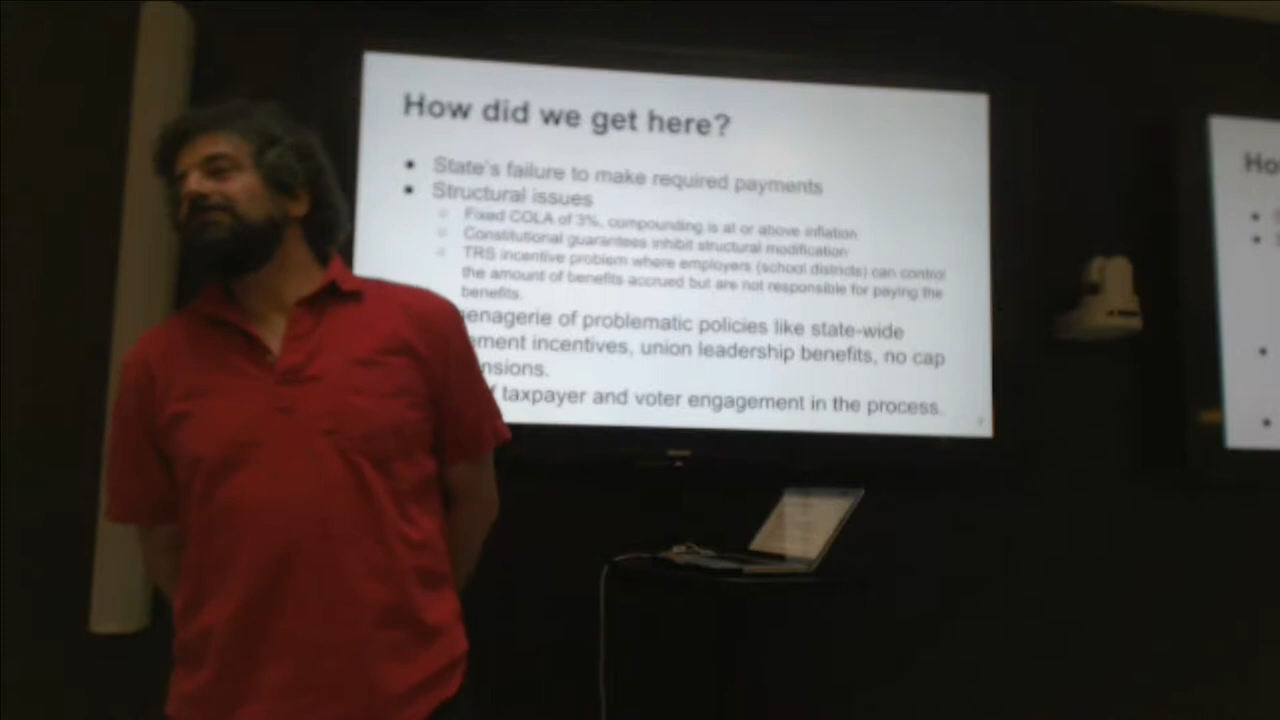 How did we get here?
State's failure to make required payments
Structural issues
Fixed COLA of 3%, compounding is at or above inflation
Constitutional guarantees inhibit structural modification
TRS incentive problem where employers (school districts) can control
the amount of benefits accrued but are not responsible for paying the
benefits.
enagerie of problematic policies like state-wide
ement incentives, union leadership benefits, no cap
nsions.
taxpayer and voter engagement in the process.
Ho